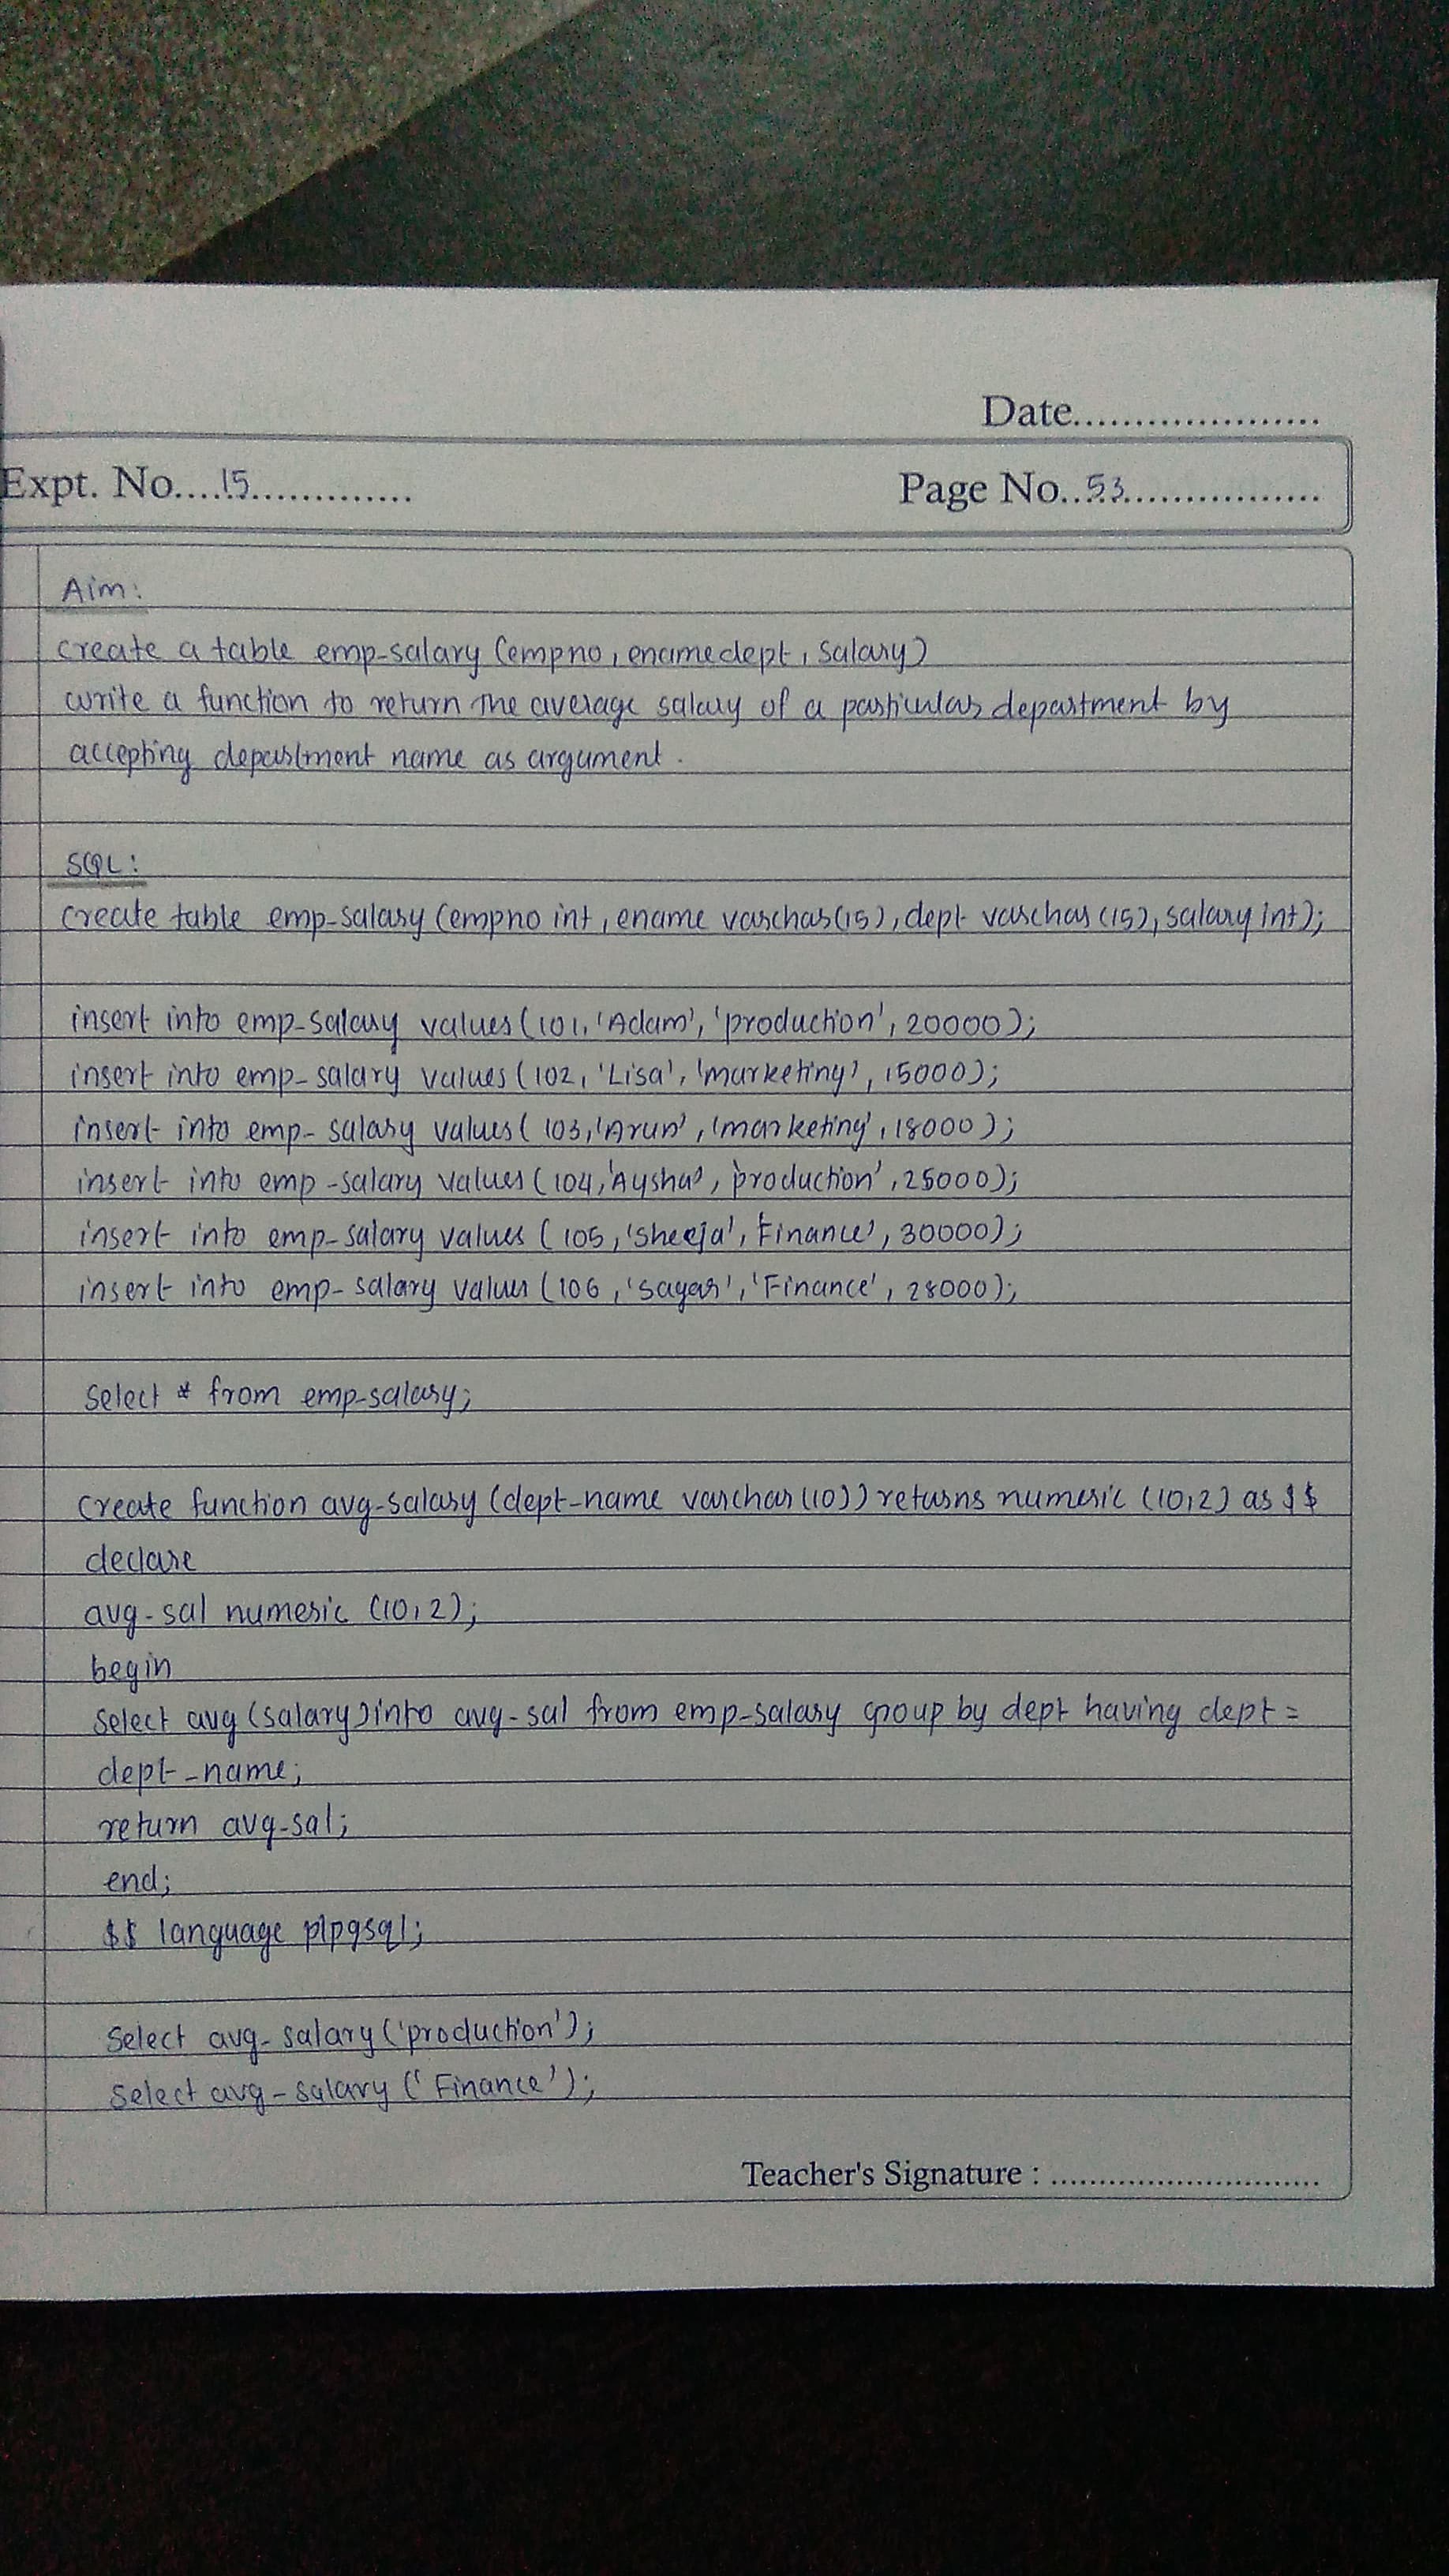 Date....................
Expt. No....15.............
Page No...53................
Aim:
create a table emp-salary (empno, enamedept, salary)
write a function to return the average salary of a particular department by
accepting department name as argument.
SQL:
create table emp-salary (empno int, ename varchar(15), dept varchar(15), salary int);
insert into emp-salary values(101,'Adam','production',20000);
insert into emp-salary values(102,'Lisa','marketing',15000);
insert into emp-salary values(103,'Arun','marketing',18000);
insert into emp-salary values(104,'Aysha','production',25000);
insert into emp-salary values(105,'Sheeja','Finance',30000);
insert into emp-salary values(106,'Sagar','Finance',28000);
Select * from emp-salary;
create function avg-salary (dept-name varchar(10)) returns numeric (10,2) as $$
declare
avg-sal numeric (10,2);
begin
Select avg(salary) into avg-sal from emp-salary group by dept having dept =
dept-name;
return avg-sal;
end;
$$ language plpgsql;
Select avg-salary('production');
Select avg-salary('Finance');
Teacher's Signature : ............................